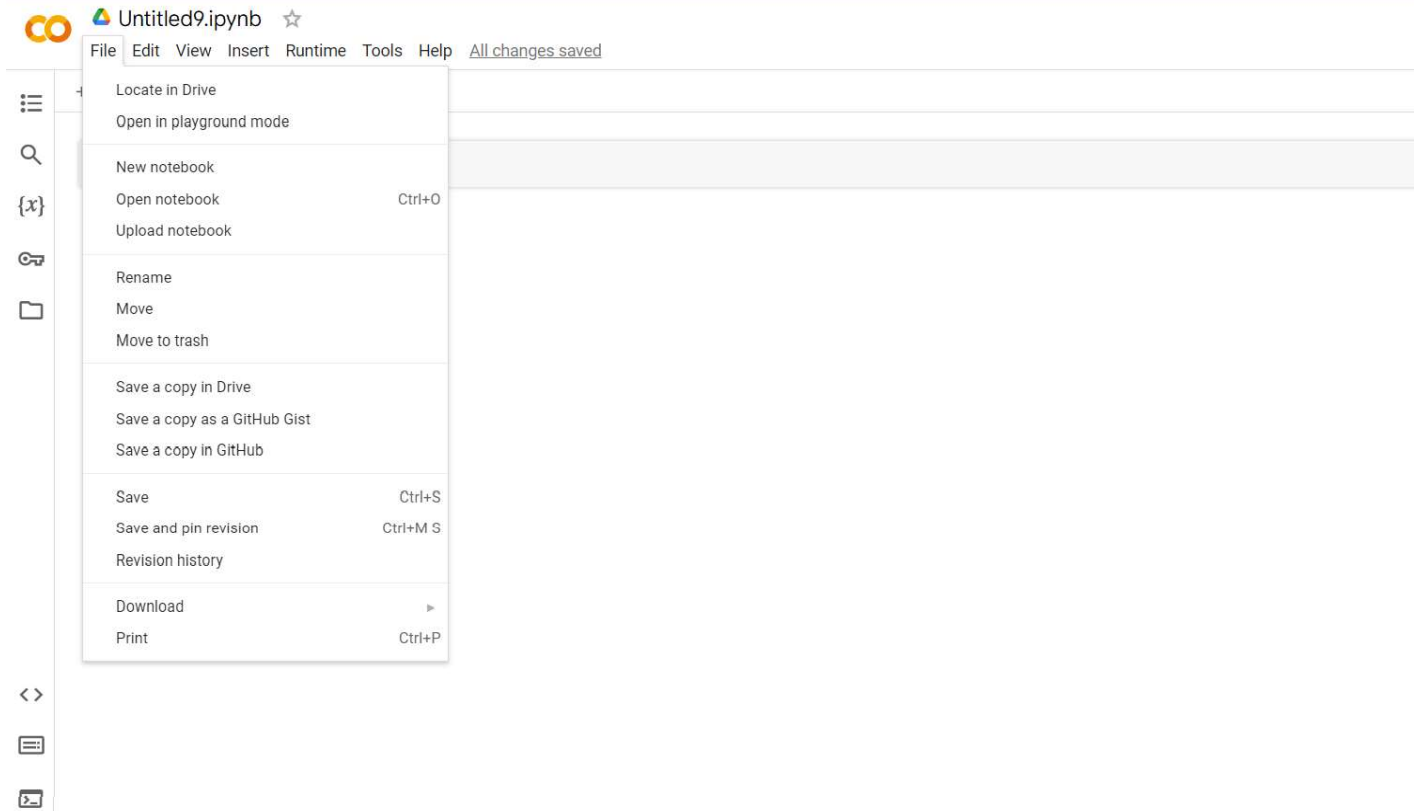 Untitled9.ipynb
File Edit View Insert Runtime Tools Help All changes saved
Locate in Drive
Open in playground mode
New notebook
Open notebook Ctrl+O
Upload notebook
{x}
Rename
Move
Move to trash
Save a copy in Drive
Save a copy as a GitHub Gist
Save a copy in GitHub
Save Ctrl+S
Save and pin revision Ctrl+M S
Revision history
Download
Print Ctrl+P